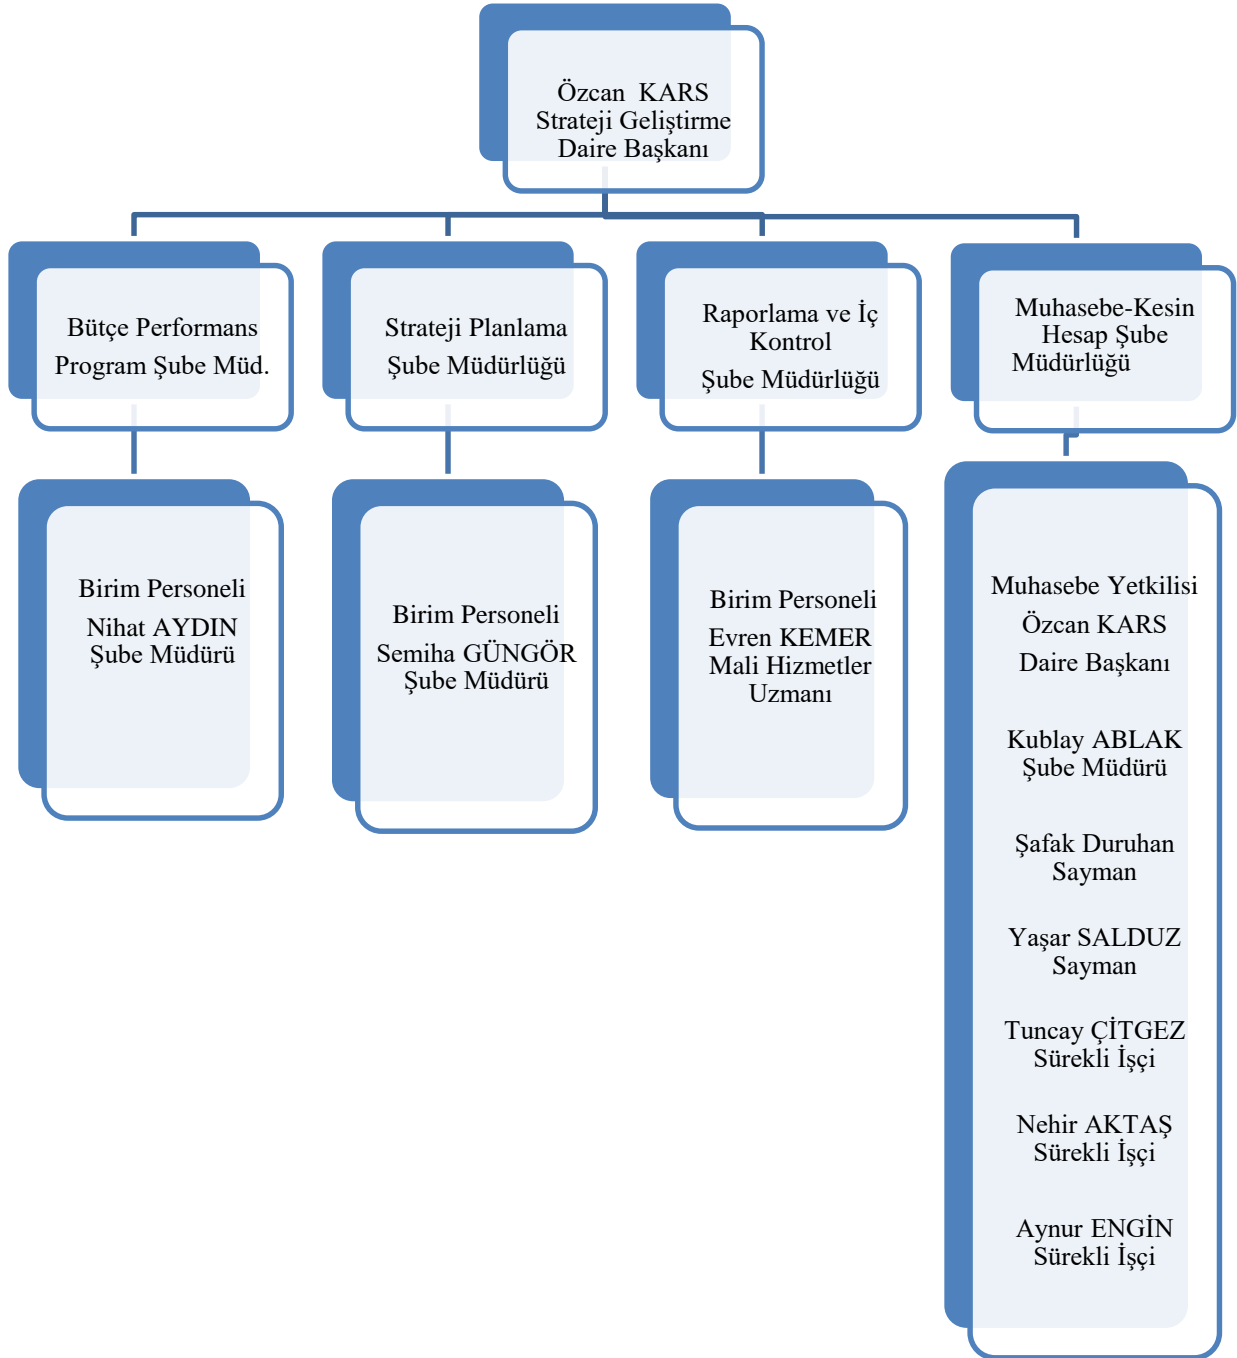 Özcan KARS
Strateji Geliştirme
Daire Başkanı
Bütçe Performans
Program Şube Müd.
Strateji Planlama
Şube Müdürlüğü
Raporlama ve İç
Kontrol
Şube Müdürlüğü
Muhasebe-Kesin
Hesap Şube
Müdürlüğü
Birim Personeli
Nihat AYDIN
Şube Müdürü
Birim Personeli
Semiha GÜNGÖR
Şube Müdürü
Birim Personeli
Evren KEMER
Mali Hizmetler
Uzmanı
Muhasebe Yetkilisi
Özcan KARS
Daire Başkanı
Kublay ABLAK
Şube Müdürü
Şafak Duruhan
Sayman
Yaşar SALDUZ
Sayman
Tuncay ÇİTGEZ
Sürekli İşçi
Nehir AKTAŞ
Sürekli İşçi
Aynur ENGİN
Sürekli İşçi